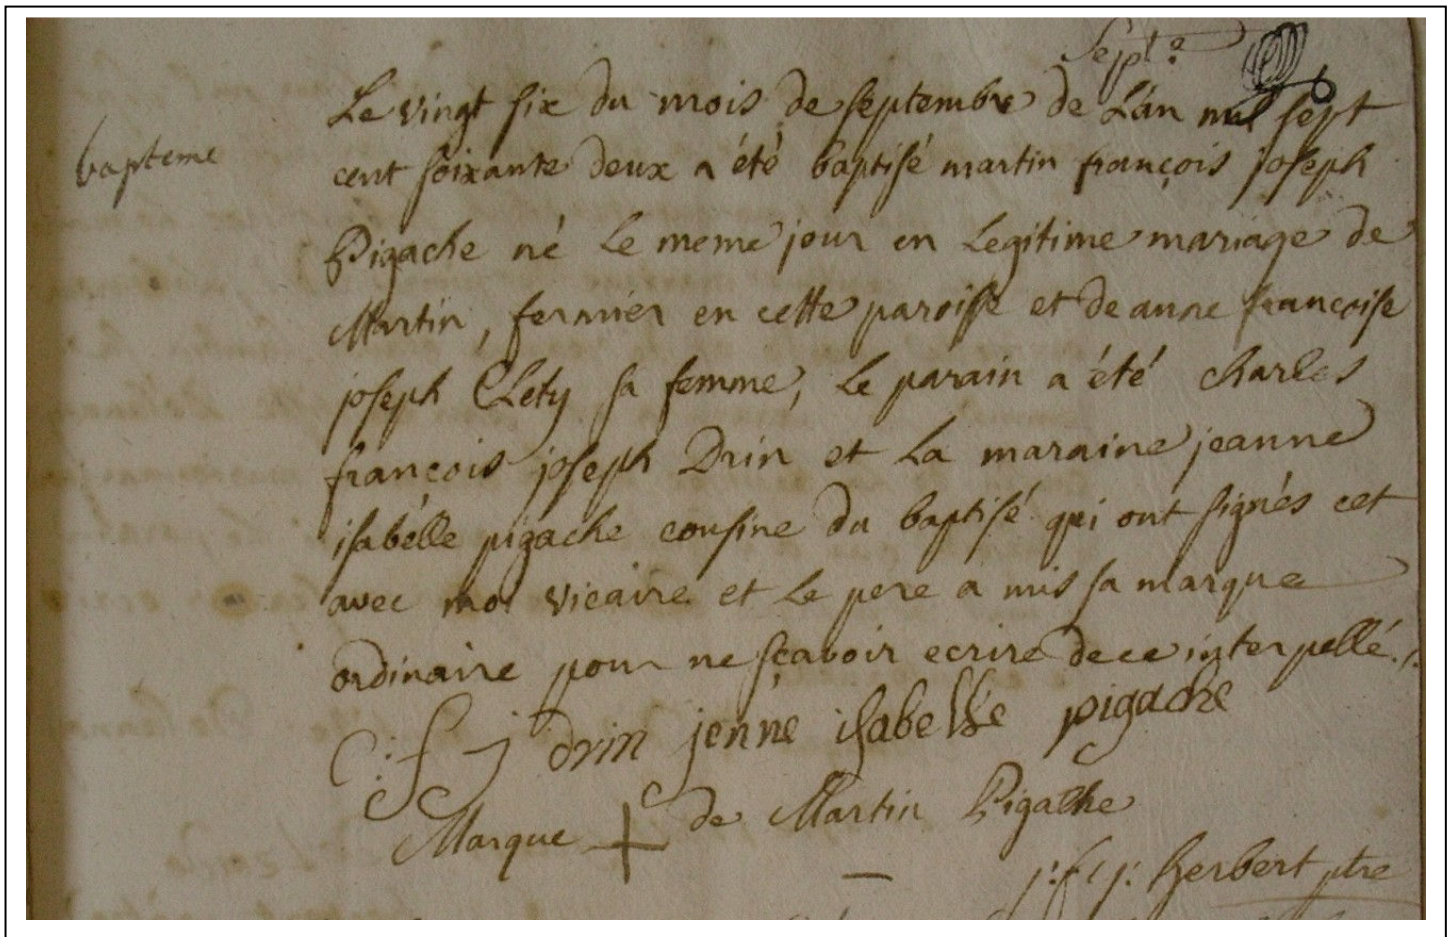 Sept.e
bapteme
Le vingt six du mois de septembre de L'an mil sept
cent soixante deux a été baptisé martin françois joseph
Pigache né le meme jour en Legitime mariage de
Martin, fermier en cette paroisse et de anne françoise
joseph Clety sa femme, le parain a été charles
françois joseph Drin et La maraine jeanne
isabélle pigache cousine du baptisé qui ont signés cet
avec moi vicaire et le pere a mis sa marque
ordinaire pour ne sçavoir ecrire de ce interpellé./.
C: f j drin jenne isabelle pigache
Marque + de Martin Pigache
j: f: j: herbert ptre